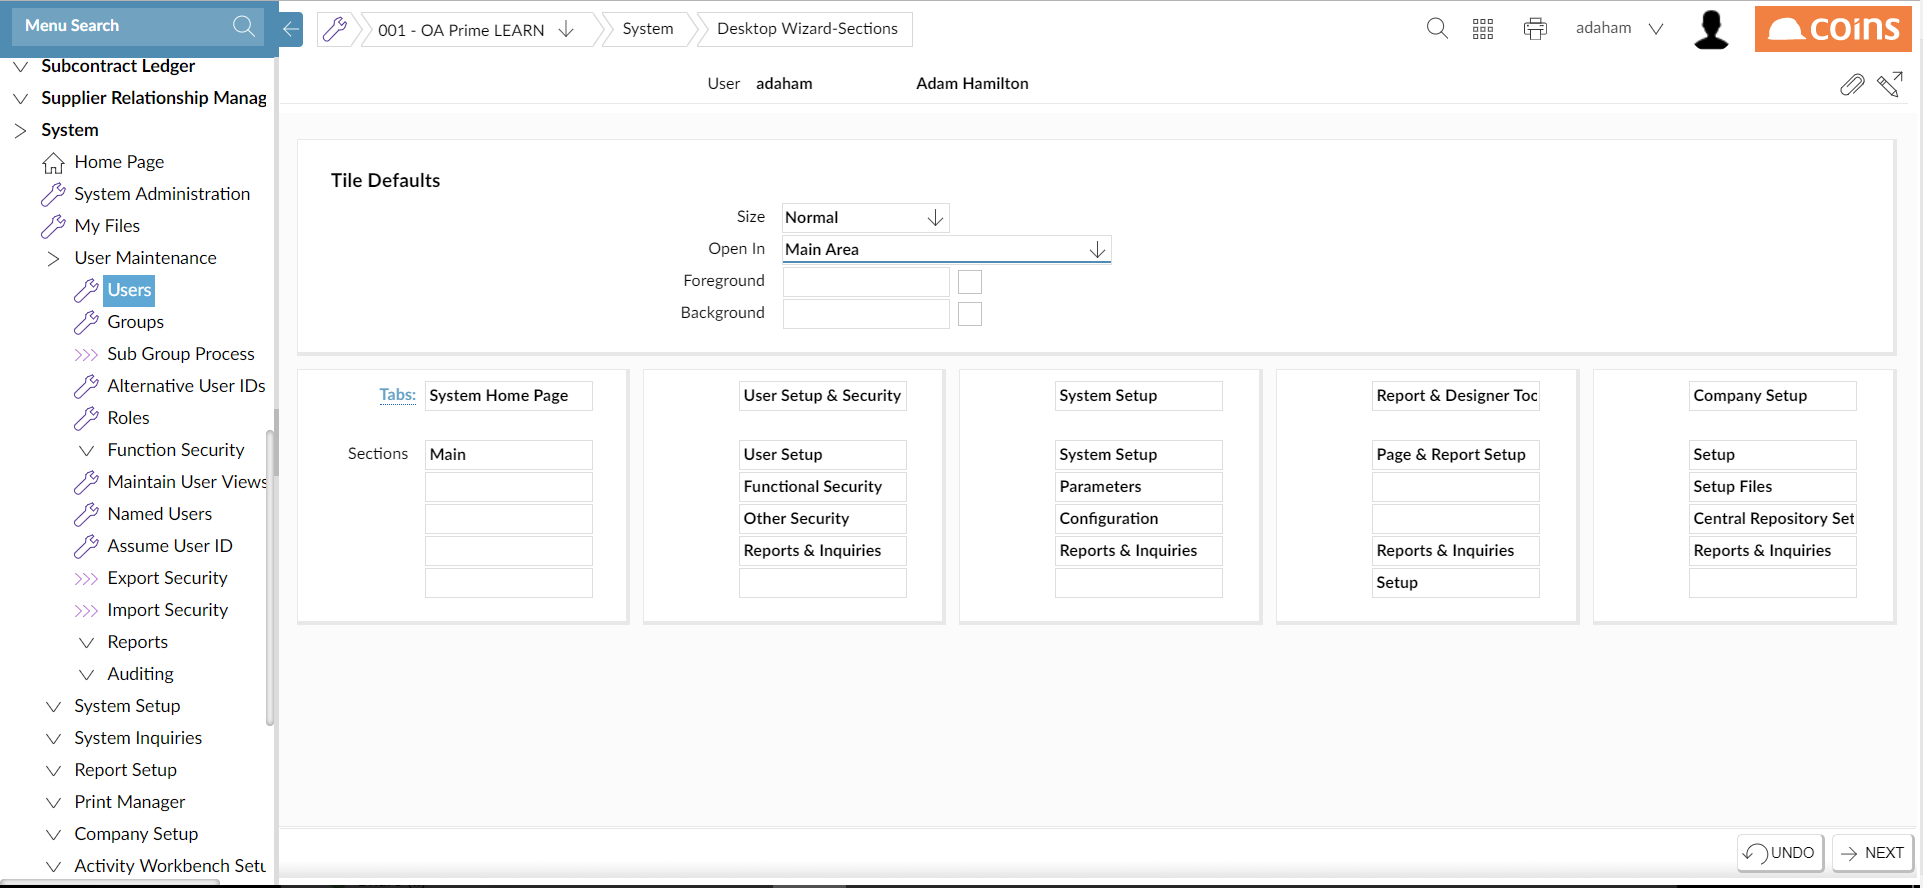 Menu Search
001 - OA Prime LEARN
System
Desktop Wizard-Sections
adaham
coins
User adaham Adam Hamilton
Subcontract Ledger
Supplier Relationship Manag
System
Home Page
System Administration
My Files
User Maintenance
Users
Groups
Sub Group Process
Alternative User IDs
Roles
Function Security
Maintain User Views
Named Users
Assume User ID
Export Security
Import Security
Reports
Auditing
System Setup
System Inquiries
Report Setup
Print Manager
Company Setup
Activity Workbench Setu
Tile Defaults
Size Normal
Open In Main Area
Foreground
Background
Tabs: System Home Page User Setup & Security System Setup Report & Designer Too Company Setup
Sections Main User Setup System Setup Page & Report Setup Setup
Functional Security Parameters Setup Files
Other Security Configuration Central Repository Set
Reports & Inquiries Reports & Inquiries Reports & Inquiries Reports & Inquiries
Setup
UNDO NEXT